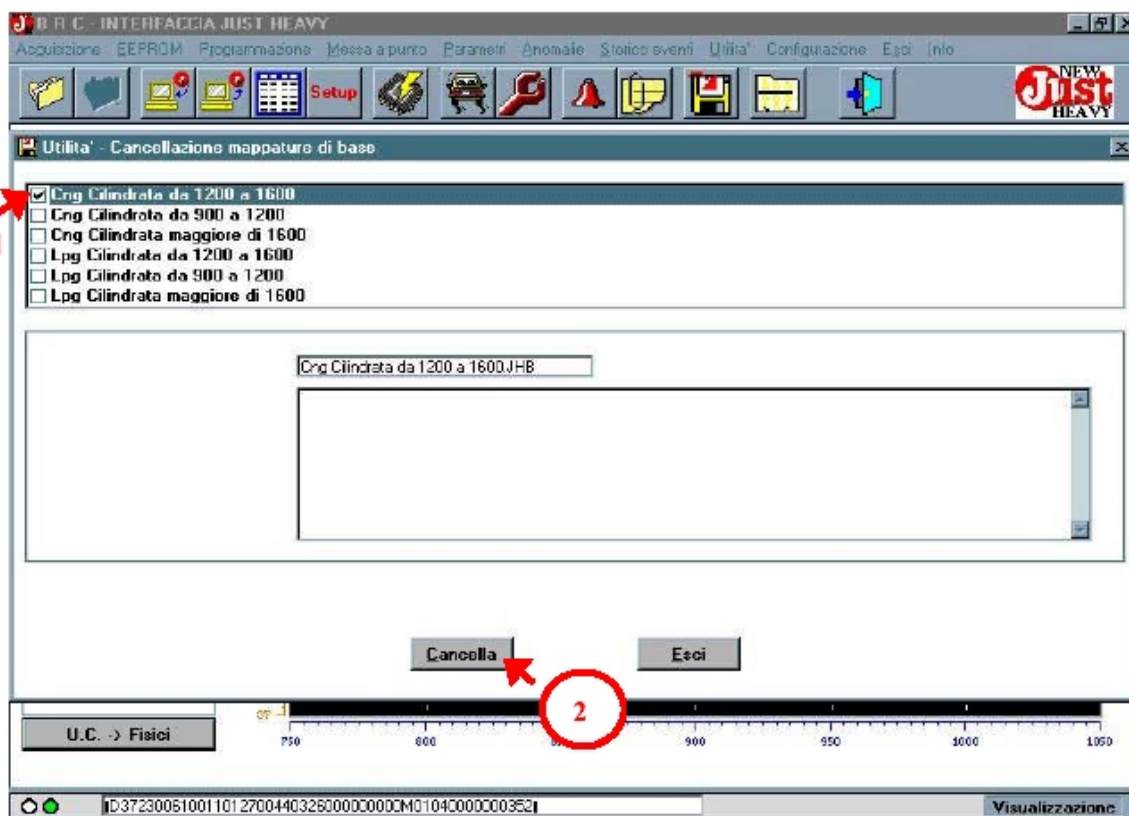 B R C - INTERFACCIA JUST HEAVY
Acquisizione EEPROM Programmazione Messa a punto Parametri Anomalie Storico eventi Utilita' Configurazione Esci Info
Setup
NEW
Just
HEAVY
Utilita' - Cancellazione mappature di base
Cng Cilindrata da 1200 a 1600
Cng Cilindrata da 900 a 1200
Cng Cilindrata maggiore di 1600
Lpg Cilindrata da 1200 a 1600
Lpg Cilindrata da 900 a 1200
Lpg Cilindrata maggiore di 1600
Cng Cilindrata da 1200 a 1600.JHB
Cancella Esci
2
U.C. -> Fisici
750 800 900 950 1000 1050
Visualizzazione